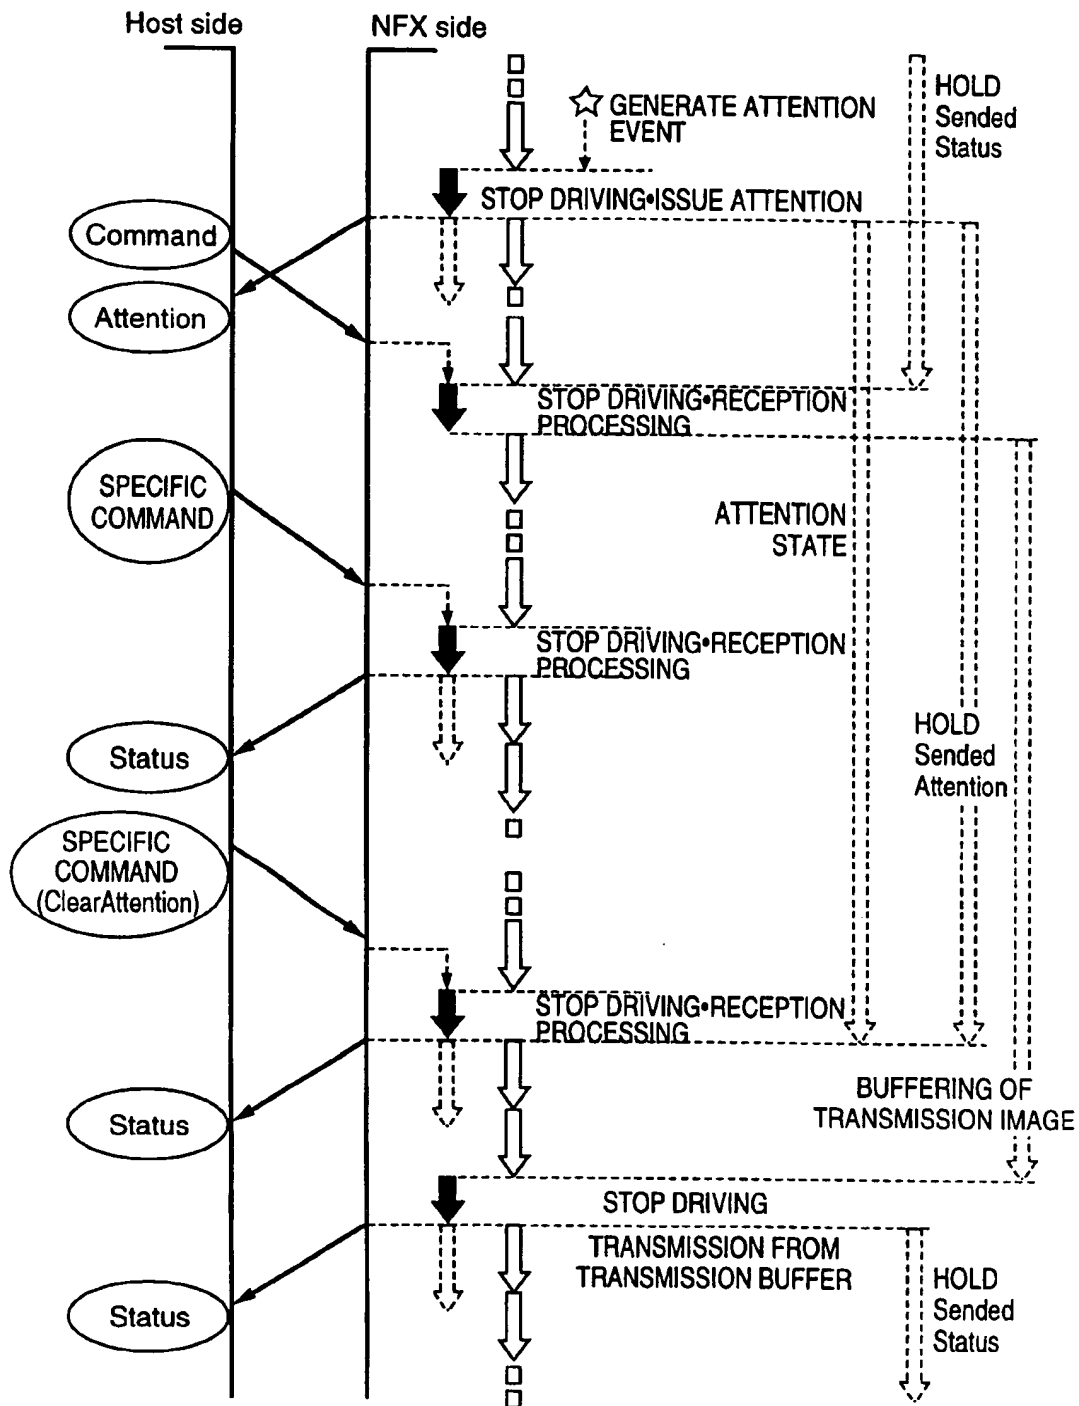 Host side
NFX side
GENERATE ATTENTION
EVENT
HOLD
Sended
Status
STOP DRIVING•ISSUE ATTENTION
Command
Attention
STOP DRIVING•RECEPTION
PROCESSING
SPECIFIC
COMMAND
ATTENTION
STATE
STOP DRIVING•RECEPTION
PROCESSING
HOLD
Sended
Attention
Status
SPECIFIC
COMMAND
(ClearAttention)
STOP DRIVING•RECEPTION
PROCESSING
BUFFERING OF
TRANSMISSION IMAGE
Status
STOP DRIVING
TRANSMISSION FROM
TRANSMISSION BUFFER
HOLD
Sended
Status
Status